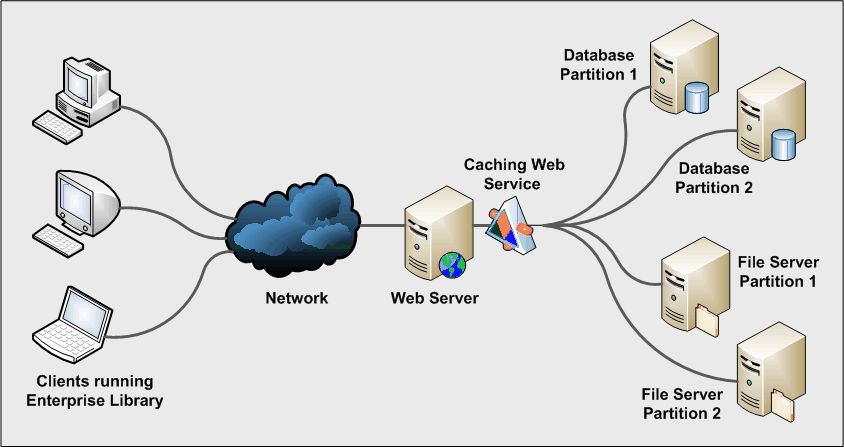 Database
Partition 1
Database
Partition 2
Caching Web
Service
Network
Web Server
File Server
Partition 1
File Server
Partition 2
Clients running
Enterprise Library